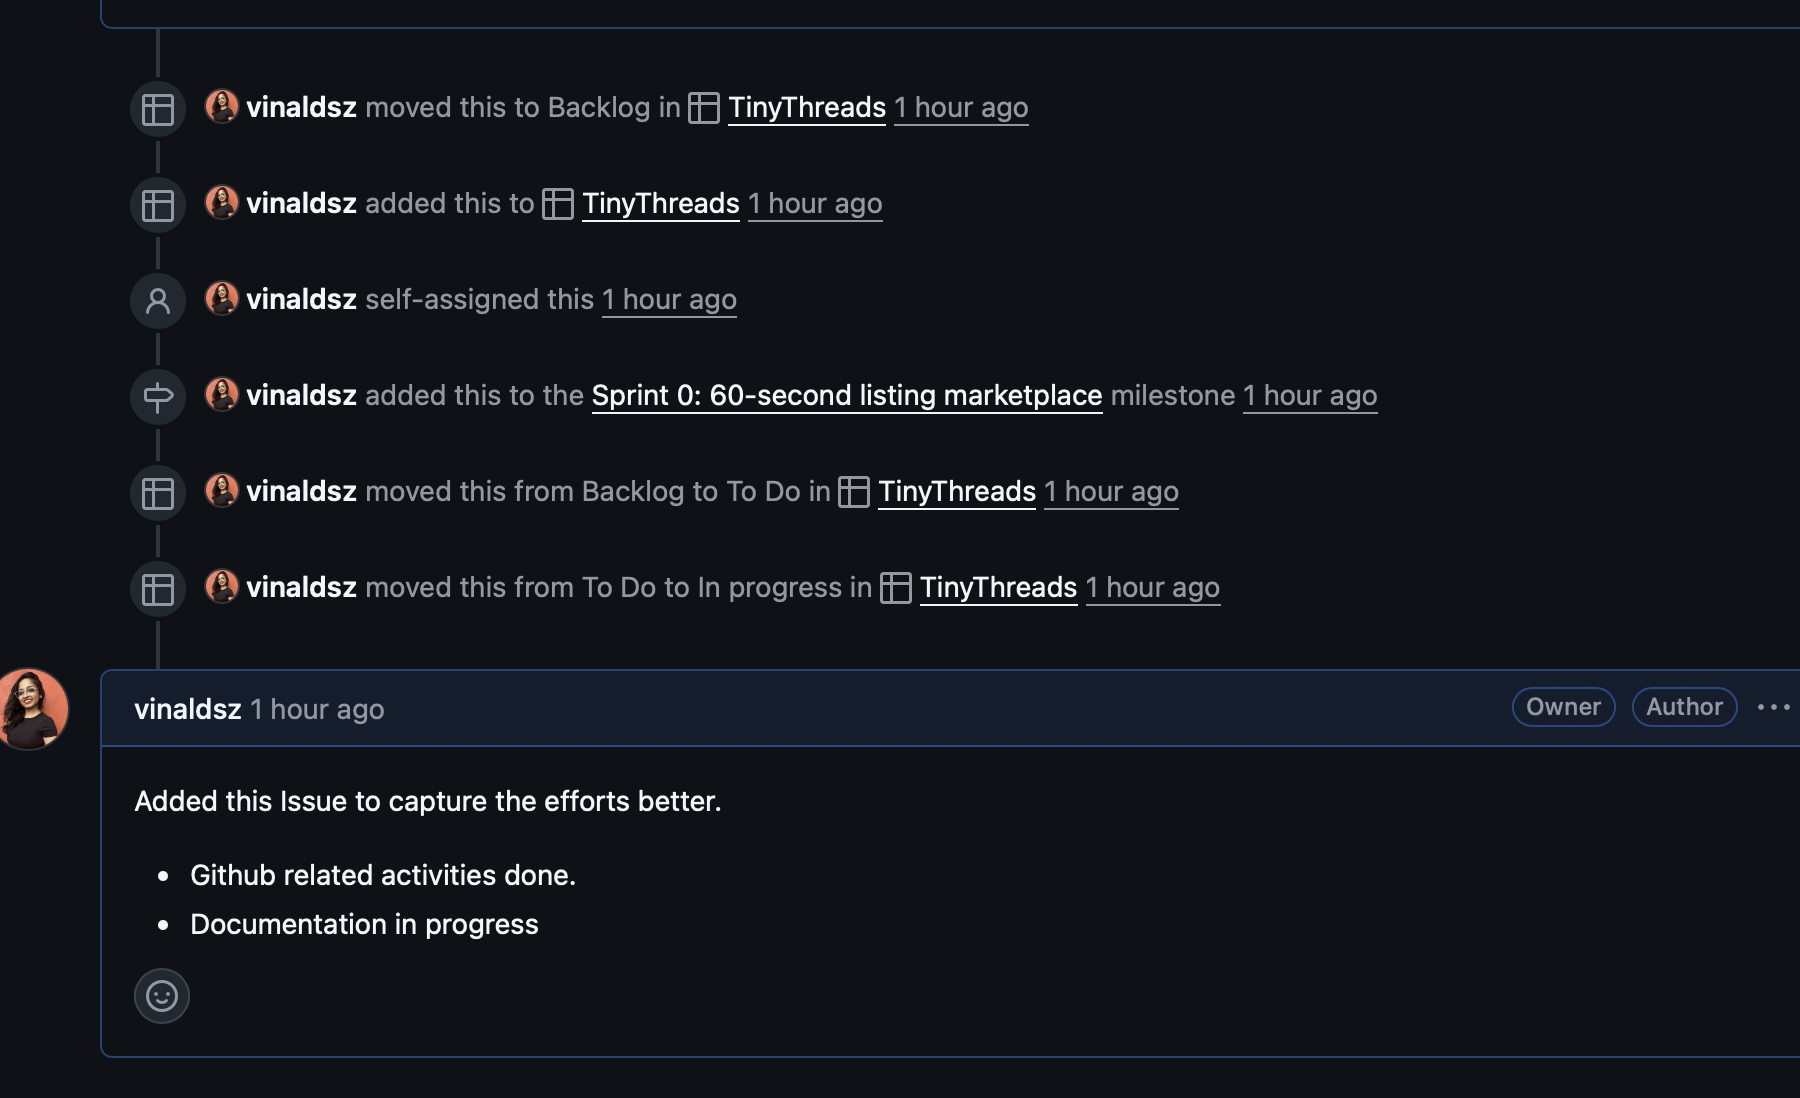 vinaldsz moved this to Backlog in TinyThreads 1 hour ago
vinaldsz added this to TinyThreads 1 hour ago
vinaldsz self-assigned this 1 hour ago
vinaldsz added this to the Sprint 0: 60-second listing marketplace milestone 1 hour ago
vinaldsz moved this from Backlog to To Do in TinyThreads 1 hour ago
vinaldsz moved this from To Do to In progress in TinyThreads 1 hour ago
vinaldsz 1 hour ago Owner Author
Added this Issue to capture the efforts better.
• Github related activities done.
• Documentation in progress